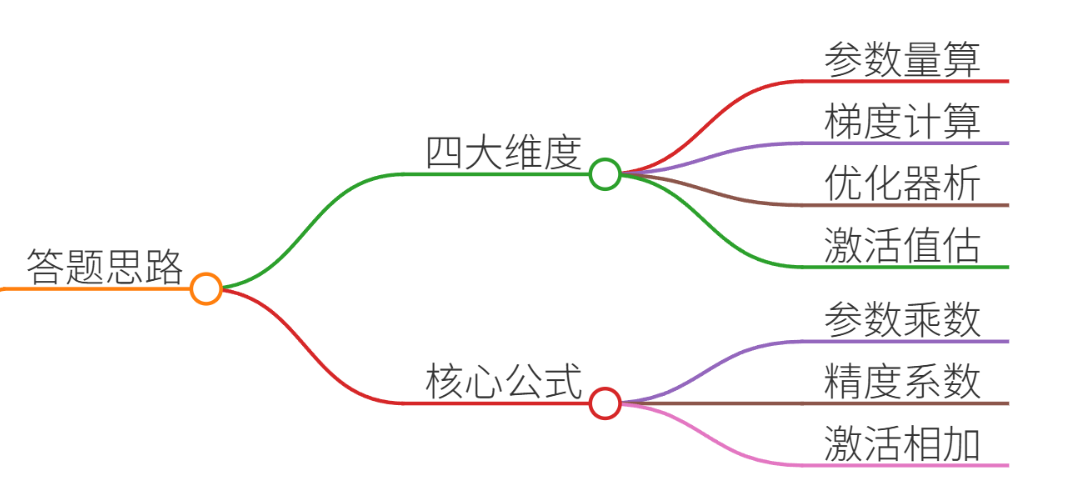 答题思路
四大维度
参数量算
梯度计算
优化器析
激活值估
核心公式
参数乘数
精度系数
激活相加